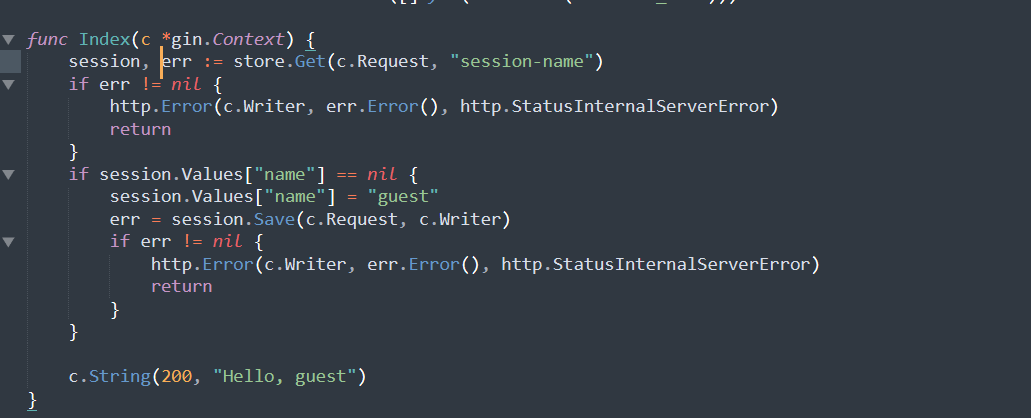 func Index(c *gin.Context) {
    session, err := store.Get(c.Request, "session-name")
    if err != nil {
        http.Error(c.Writer, err.Error(), http.StatusInternalServerError)
        return
    }
    if session.Values["name"] == nil {
        session.Values["name"] = "guest"
        err = session.Save(c.Request, c.Writer)
        if err != nil {
            http.Error(c.Writer, err.Error(), http.StatusInternalServerError)
            return
        }
    }
    c.String(200, "Hello, guest")
}